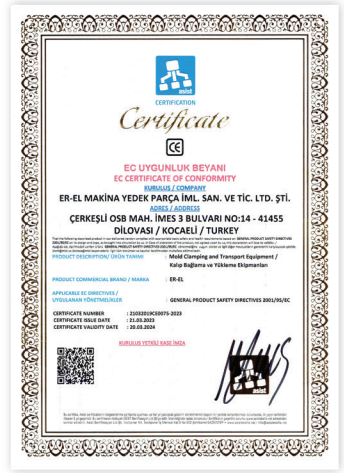 asist
CERTIFICATION
Certificate
CE
EC UYGUNLUK BEYANI
EC CERTIFICATE OF CONFORMITY
KURULUŞ / COMPANY
ER-EL MAKİNA YEDEK PARÇA İML. SAN. VE TİC. LTD. ŞTİ.
ADRES / ADDRESS
ÇERKEŞLİ OSB MAH. İMES 3 BULVARI NO:14 - 41455
DİLOVASI / KOCAELİ / TURKEY
PRODUCT DESCRIPTION/ ÜRÜN TANIMI : Mold Clamping and Transport Equipment /
Kalıp Bağlama ve Yükleme Ekipmanları
PRODUCT COMMERCIAL BRAND / MARKA : ER-EL
APPLICABLE EC DIRECTIVES /
UYGULANAN YÖNETMELİKLER : GENERAL PRODUCT SAFETY DIRECTIVES 2001/95/EC
CERTIFICATE NUMBER : 21032019CE0075-2023
CERTIFICATE ISSUE DATE : 21.03.2023
CERTIFICATE VALIDITY DATE : 20.03.2024
KURULUŞ YETKİLİ KAŞE İMZA
asist